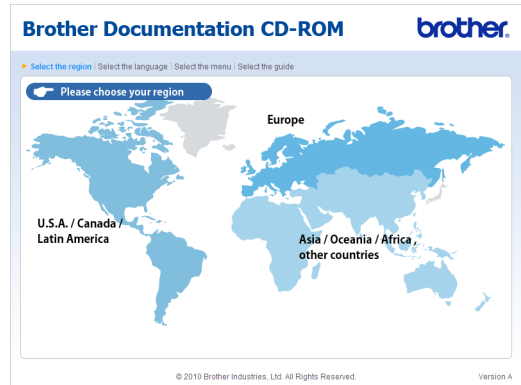 Brother Documentation CD-ROM
brother.
Select the region | Select the language | Select the menu | Select the guide
Please choose your region
Europe
U.S.A. / Canada /
Latin America
Asia / Oceania / Africa ,
other countries
© 2010 Brother Industries, Ltd. All Rights Reserved.
Version A